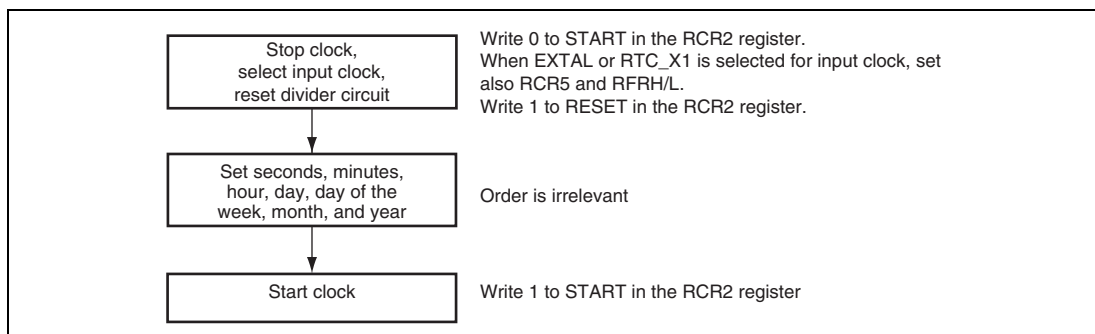 Stop clock,
select input clock,
reset divider circuit
Write 0 to START in the RCR2 register.
When EXTAL or RTC_X1 is selected for input clock, set
also RCR5 and RFRH/L.
Write 1 to RESET in the RCR2 register.
Set seconds, minutes,
hour, day, day of the
week, month, and year
Order is irrelevant
Start clock
Write 1 to START in the RCR2 register